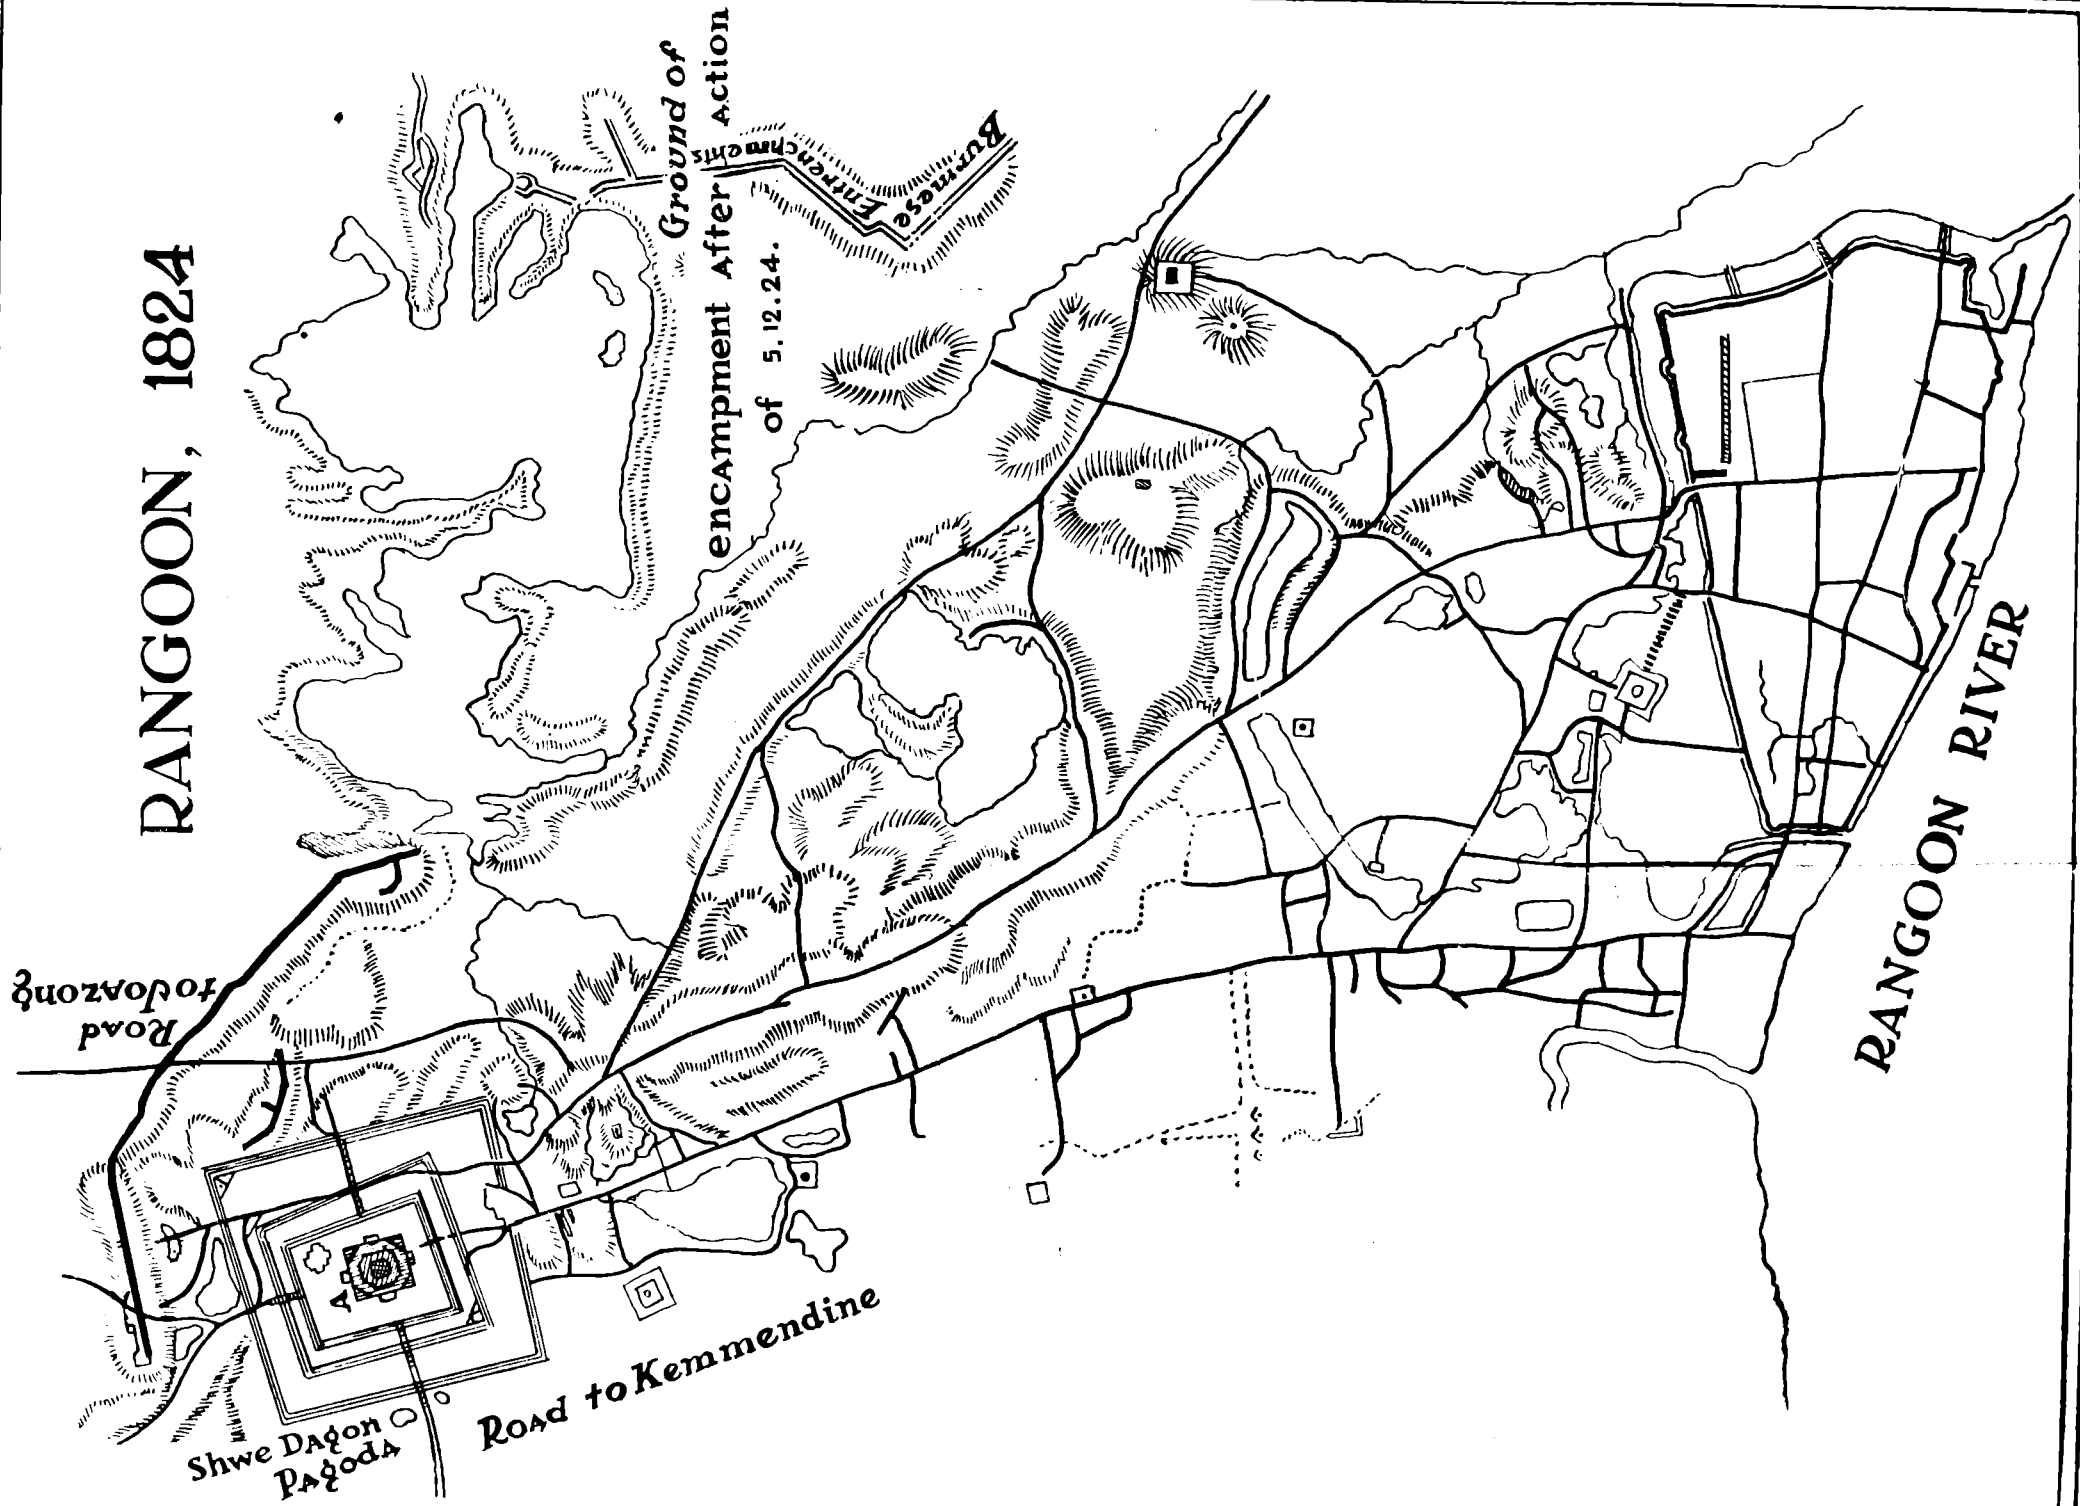 RANGOON, 1824
Ground of
encampment After Action
of 5.12.24.
Burmese Entrenchments
Road
to Joazong
A
Shwe Dagon
Pagoda
Road to Kemmendine
RANGOON RIVER